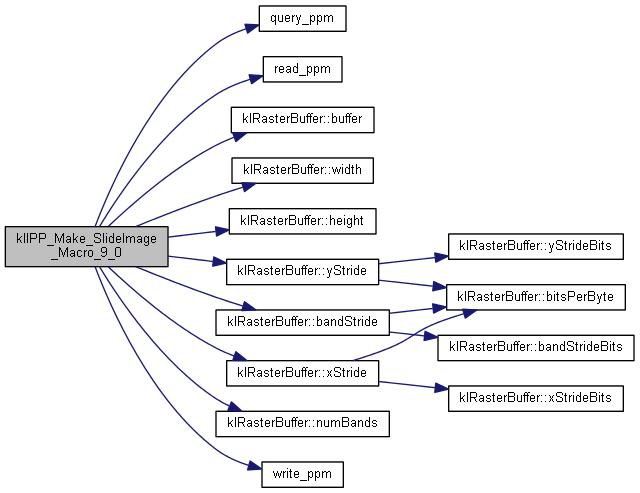 query_ppm
read_ppm
klRasterBuffer::buffer
klRasterBuffer::width
klRasterBuffer::height
klIPP_Make_SlideImage
_Macro_9_0
klRasterBuffer::yStride
klRasterBuffer::yStrideBits
klRasterBuffer::bitsPerByte
klRasterBuffer::bandStride
klRasterBuffer::bandStrideBits
klRasterBuffer::xStride
klRasterBuffer::xStrideBits
klRasterBuffer::numBands
write_ppm